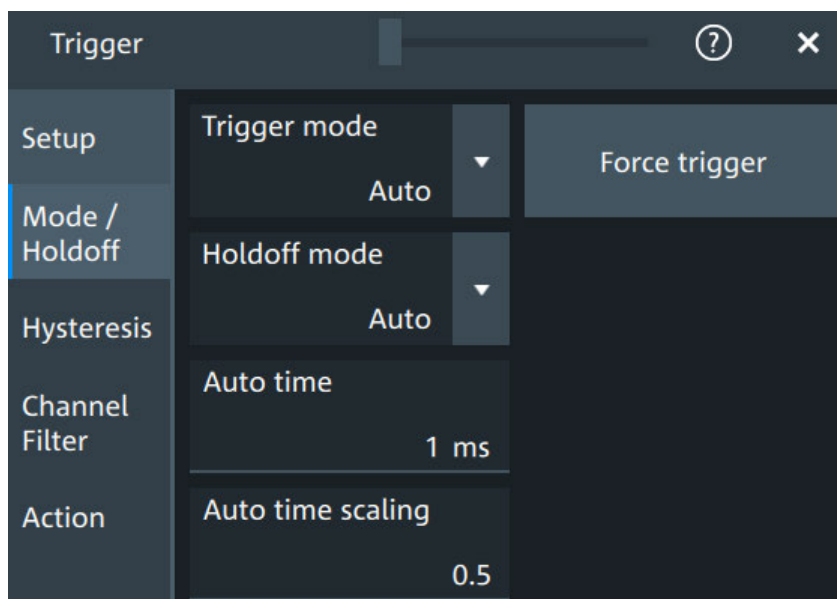 Trigger
?
Setup
Mode /
Holdoff
Hysteresis
Channel
Filter
Action
Trigger mode
Auto
Holdoff mode
Auto
Auto time
1 ms
Auto time scaling
0.5
Force trigger